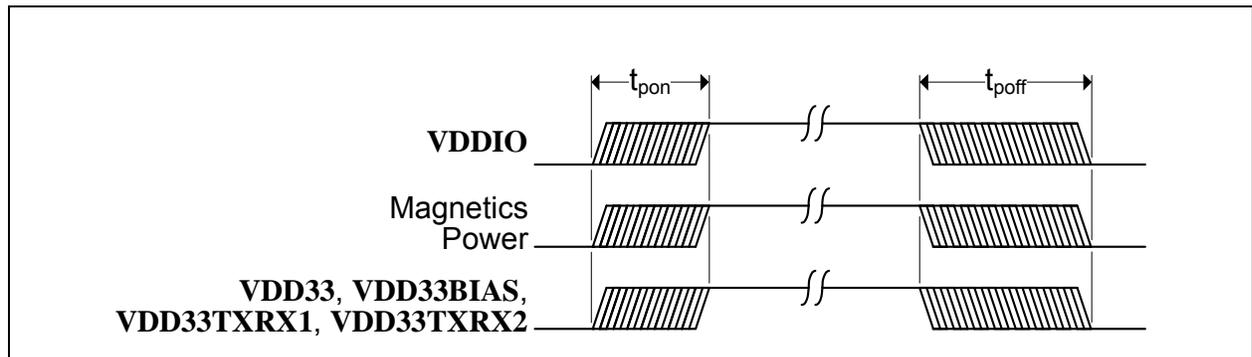 tpon
tpoff
VDDIO
Magnetics
Power
VDD33, VDD33BIAS,
VDD33TXRX1, VDD33TXRX2